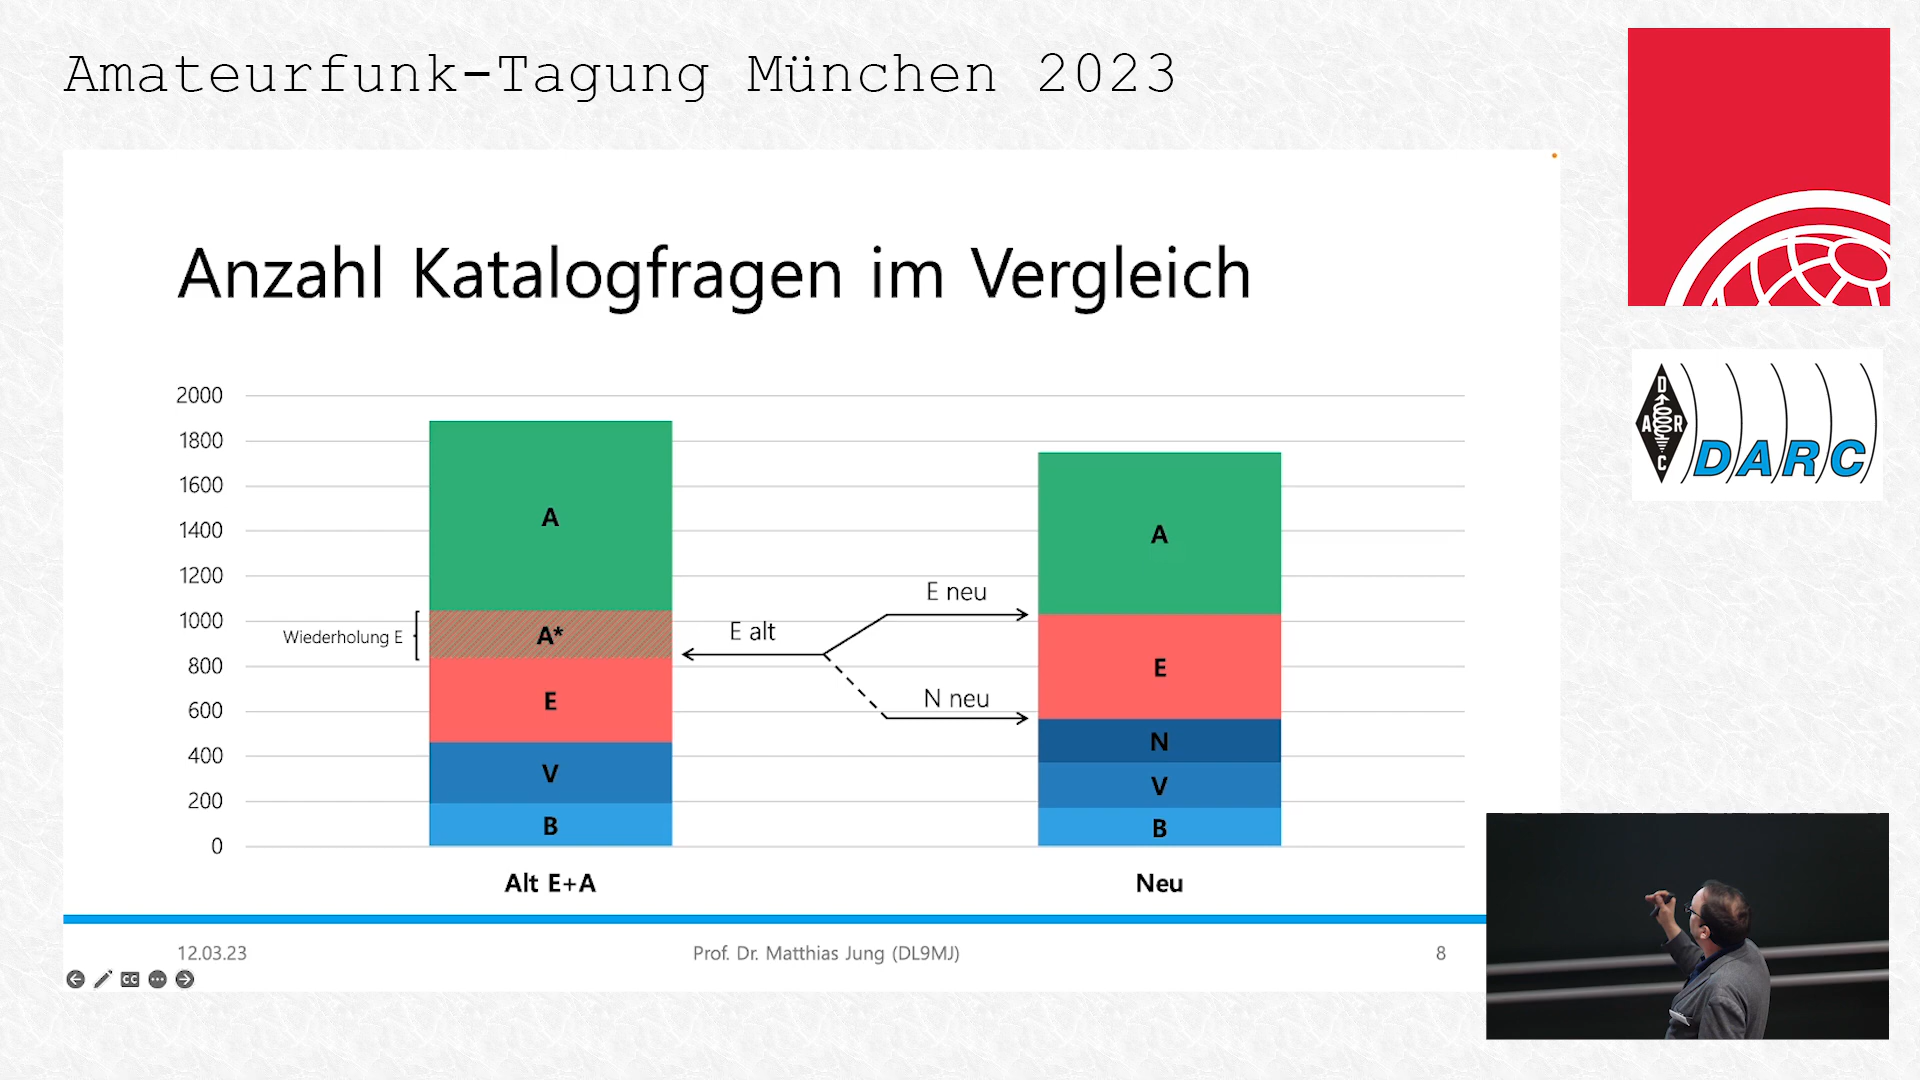 Amateurfunk-Tagung München 2023
Anzahl Katalogfragen im Vergleich
2000
1800
1600
1400
1200
1000
800
600
400
200
0
A
A*
E
V
B
Wiederholung E
E alt
E neu
N neu
A
E
N
V
B
Alt E+A
Neu
12.03.23
Prof. Dr. Matthias Jung (DL9MJ)
8
CC
D
A R
C
DARC